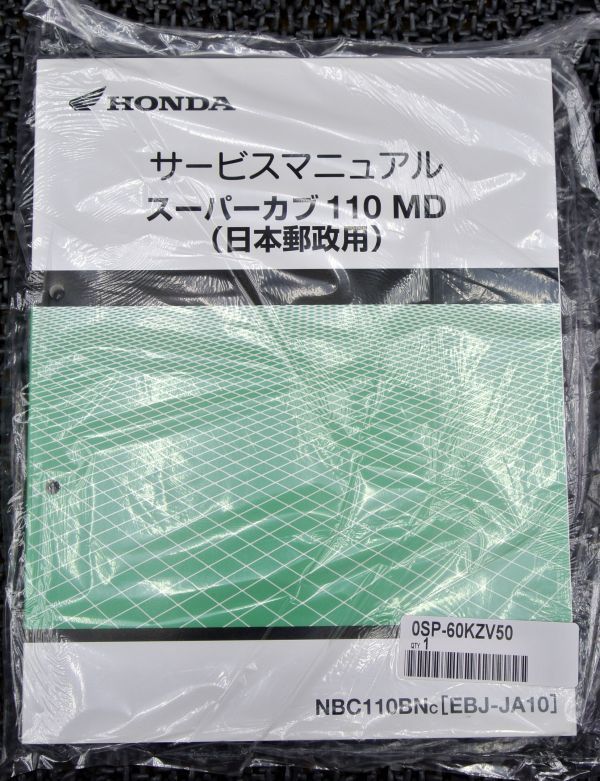 HONDA
サービスマニュアル
スーパーカブ 110 MD
(日本郵政用)
0SP-60KZV50
QTY 1
NBC110BNC [EBJ-JA10]